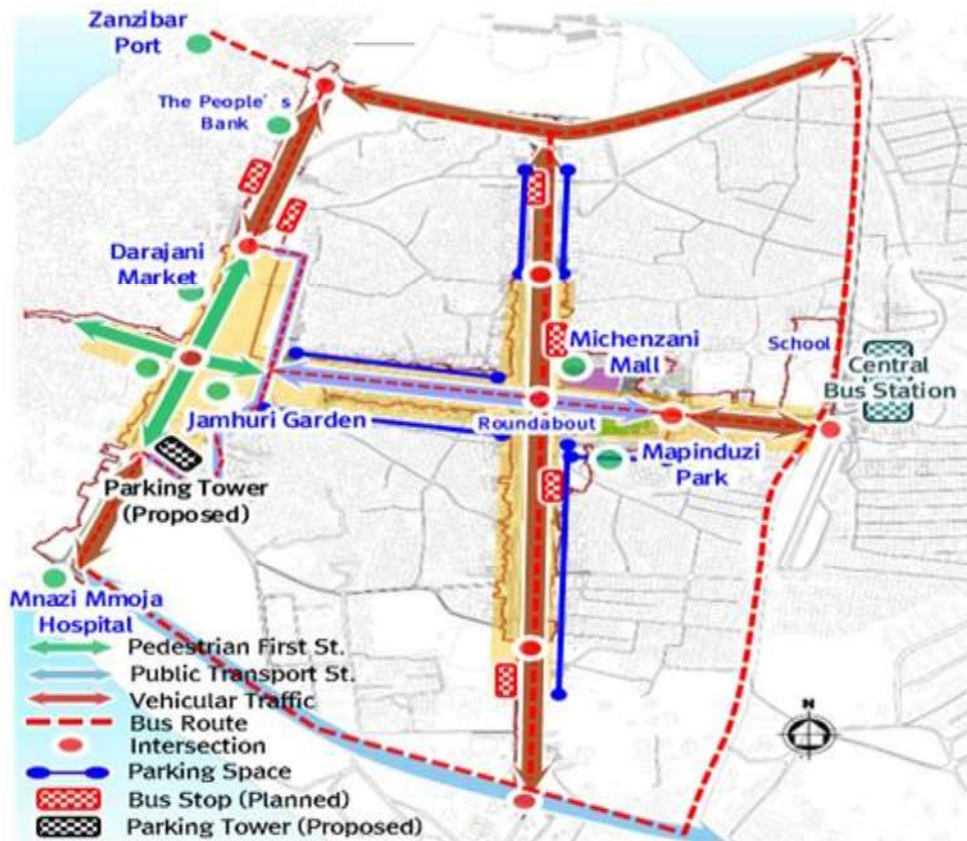 Zanzibar
Port
The People's
Bank
Darajani
Market
Michenzani
Mall
School
Central
Bus Station
Jamhuri Garden
Roundabout
Mapinduzi
Park
Parking Tower
(Proposed)
Mnazi Mmoja
Hospital
N
Pedestrian First St.
Public Transport St.
Vehicular Traffic
Bus Route
Intersection
Parking Space
Bus Stop (Planned)
Parking Tower (Proposed)